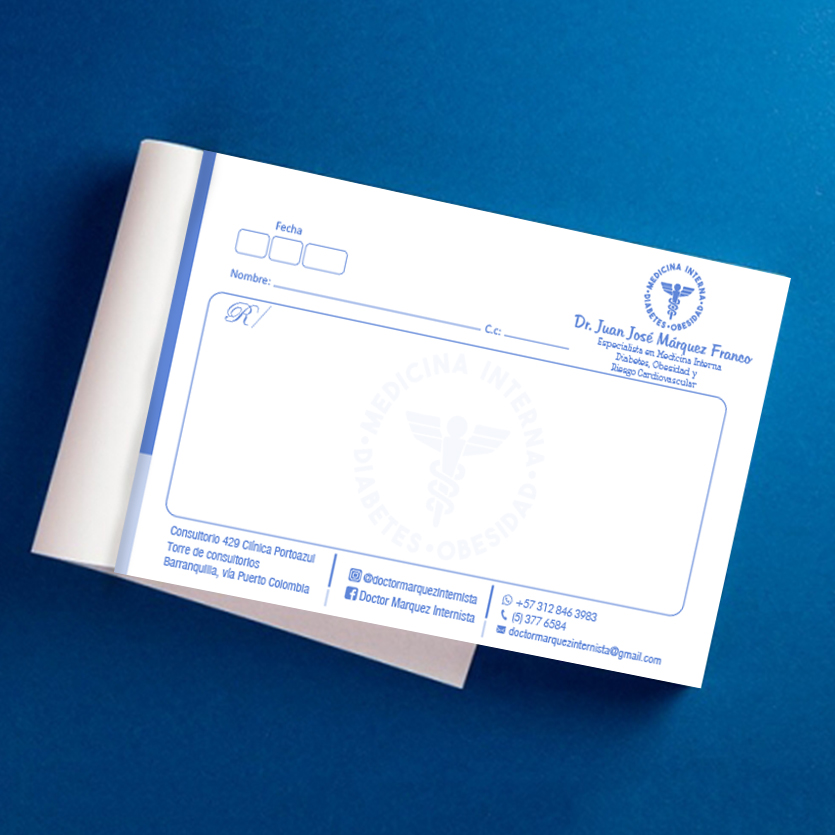 Fecha
Nombre:
C.c:
MEDICINA INTERNA
DIABETES • OBESIDAD
Dr. Juan José Márquez Franco
Especialista en Medicina Interna
Diabetes, Obesidad y
Riesgo Cardiovascular
R/
MEDICINA INTERNA
DIABETES • OBESIDAD
Consultorio 429 Clínica Portoazul
Torre de consultorios
Barranquilla, vía Puerto Colombia
@doctormarquezinternista
Doctor Marquez Internista
+57 312 846 3983
(5) 377 6584
doctormarquezinternista@gmail.com